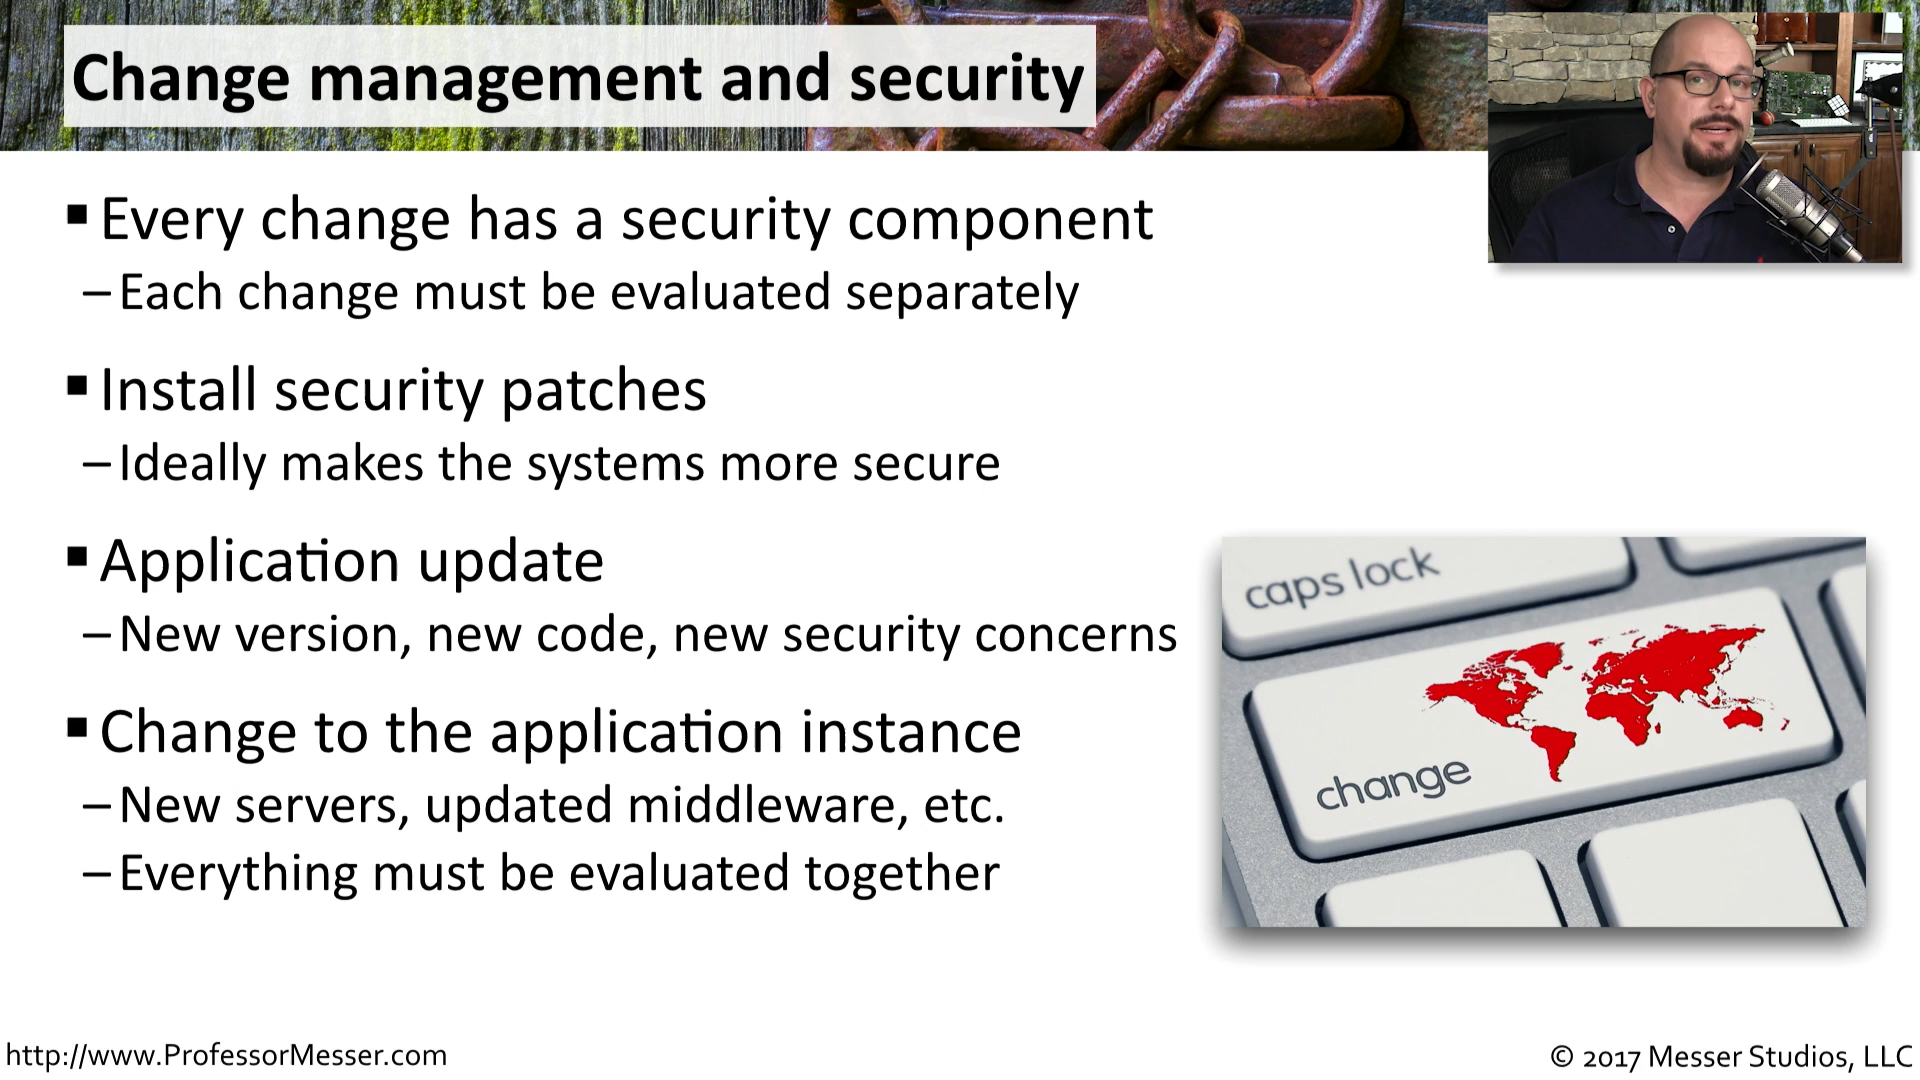 Change management and security
▪ Every change has a security component
– Each change must be evaluated separately
▪ Install security patches
– Ideally makes the systems more secure
▪ Application update
– New version, new code, new security concerns
▪ Change to the application instance
– New servers, updated middleware, etc.
– Everything must be evaluated together
caps lock
change
http://www.ProfessorMesser.com
© 2017 Messer Studios, LLC